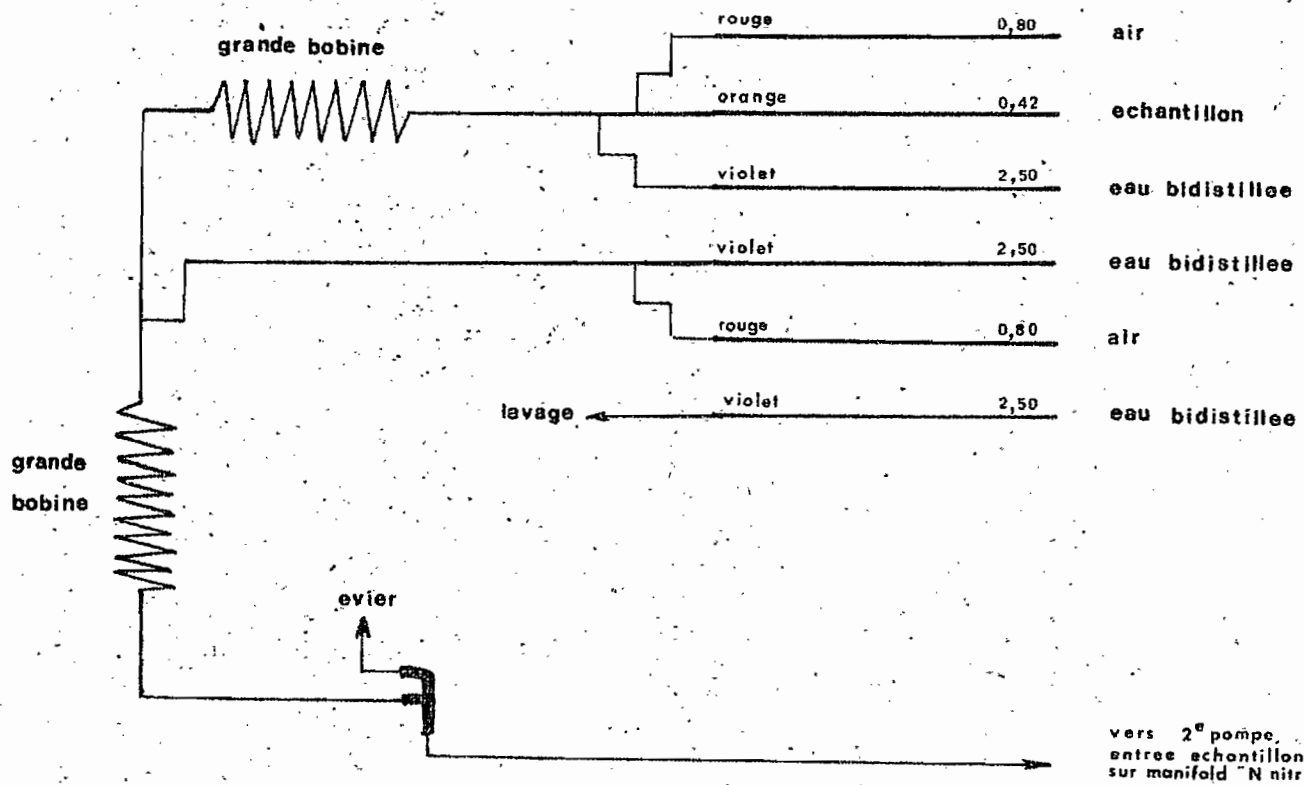 rouge 0,80 air
grande bobine
orange 0,42 echantillon
violet 2,50 eau bidistillee
violet 2,50 eau bidistillee
rouge 0,80 air
lavage violet 2,50 eau bidistillee
grande
bobine
evier
vers 2e pompe,
entree echantillon
sur manifold "N nitr